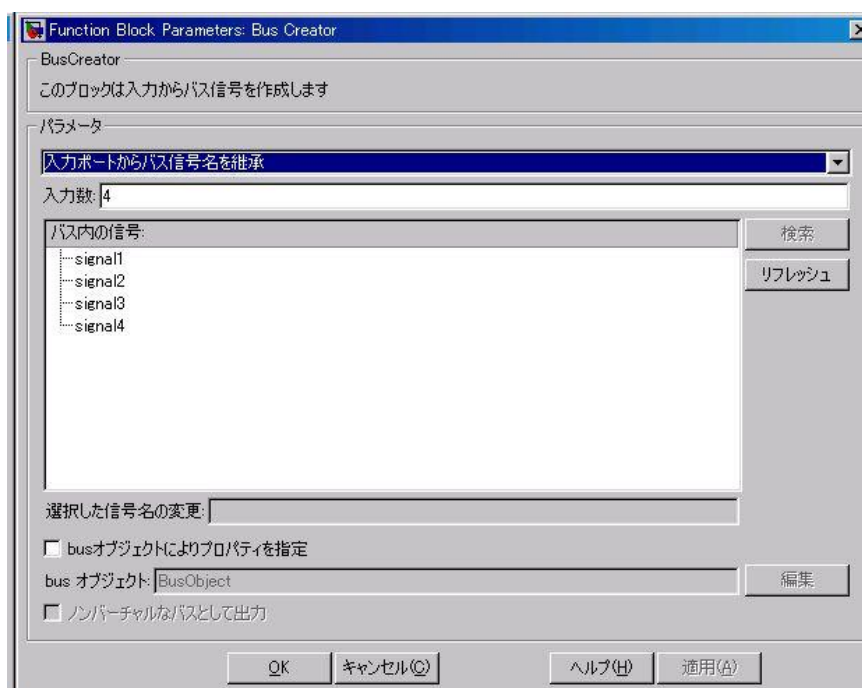 Function Block Parameters: Bus Creator
BusCreator
このブロックは入力からバス信号を作成します
パラメータ
入力ポートからバス信号名を継承
入力数: 4
バス内の信号:
検索
signal1
リフレッシュ
signal2
signal3
signal4
選択した信号名の変更:
busオブジェクトによりプロパティを指定
bus オブジェクト: BusObject
編集
ノンバーチャルなバスとして出力
OK キャンセル(C) ヘルプ(H) 適用(A)